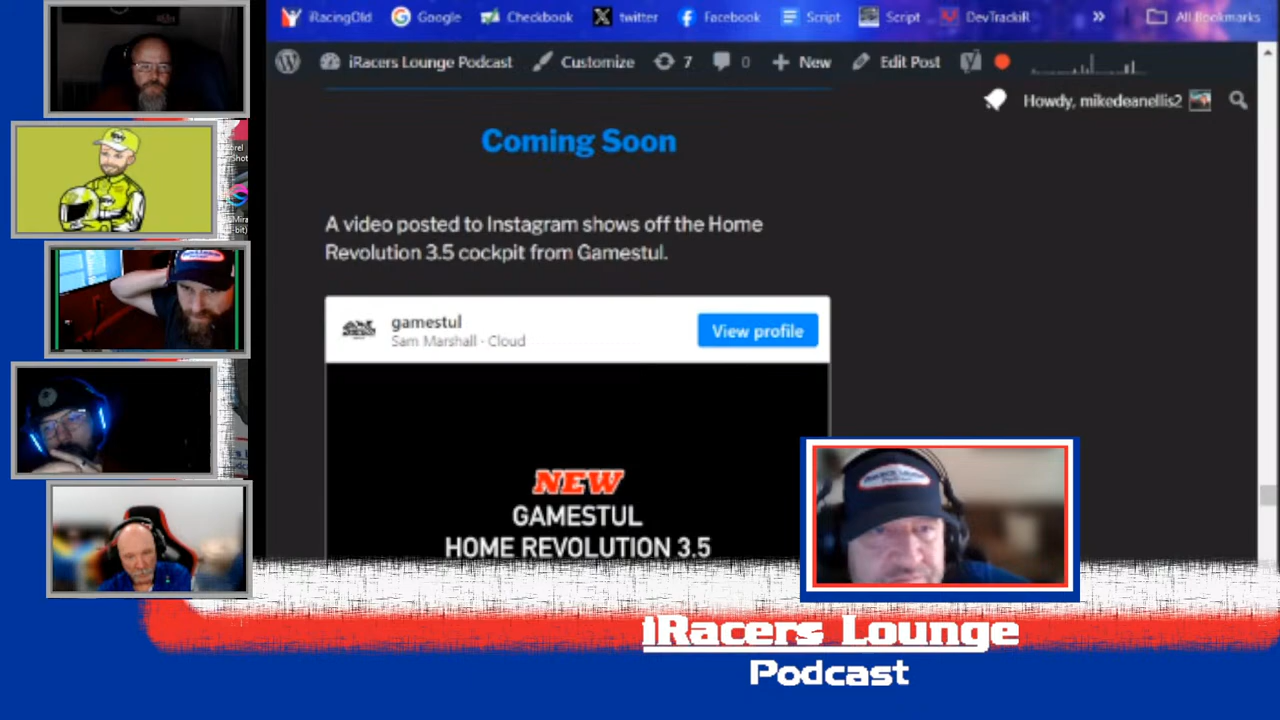 iRacingOld Google Checkbook twitter Facebook Script Script DevTrackiR » All Bookmarks
iRacers Lounge Podcast Customize 7 0 New Edit Post
Howdy, mikedeanellis2
Coming Soon
A video posted to Instagram shows off the Home
Revolution 3.5 cockpit from Gamestul.
gamestul
Sam Marshall · Cloud
View profile
NEW
GAMESTUL
HOME REVOLUTION 3.5
iRacers Lounge
Podcast